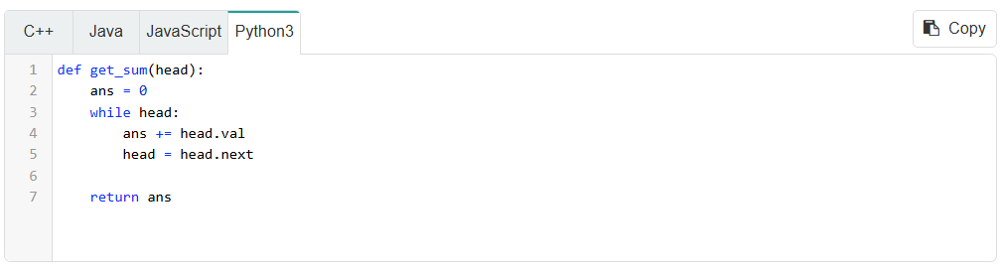 C++ Java JavaScript Python3 Copy
1 def get_sum(head):
2     ans = 0
3     while head:
4         ans += head.val
5         head = head.next
6
7     return ans